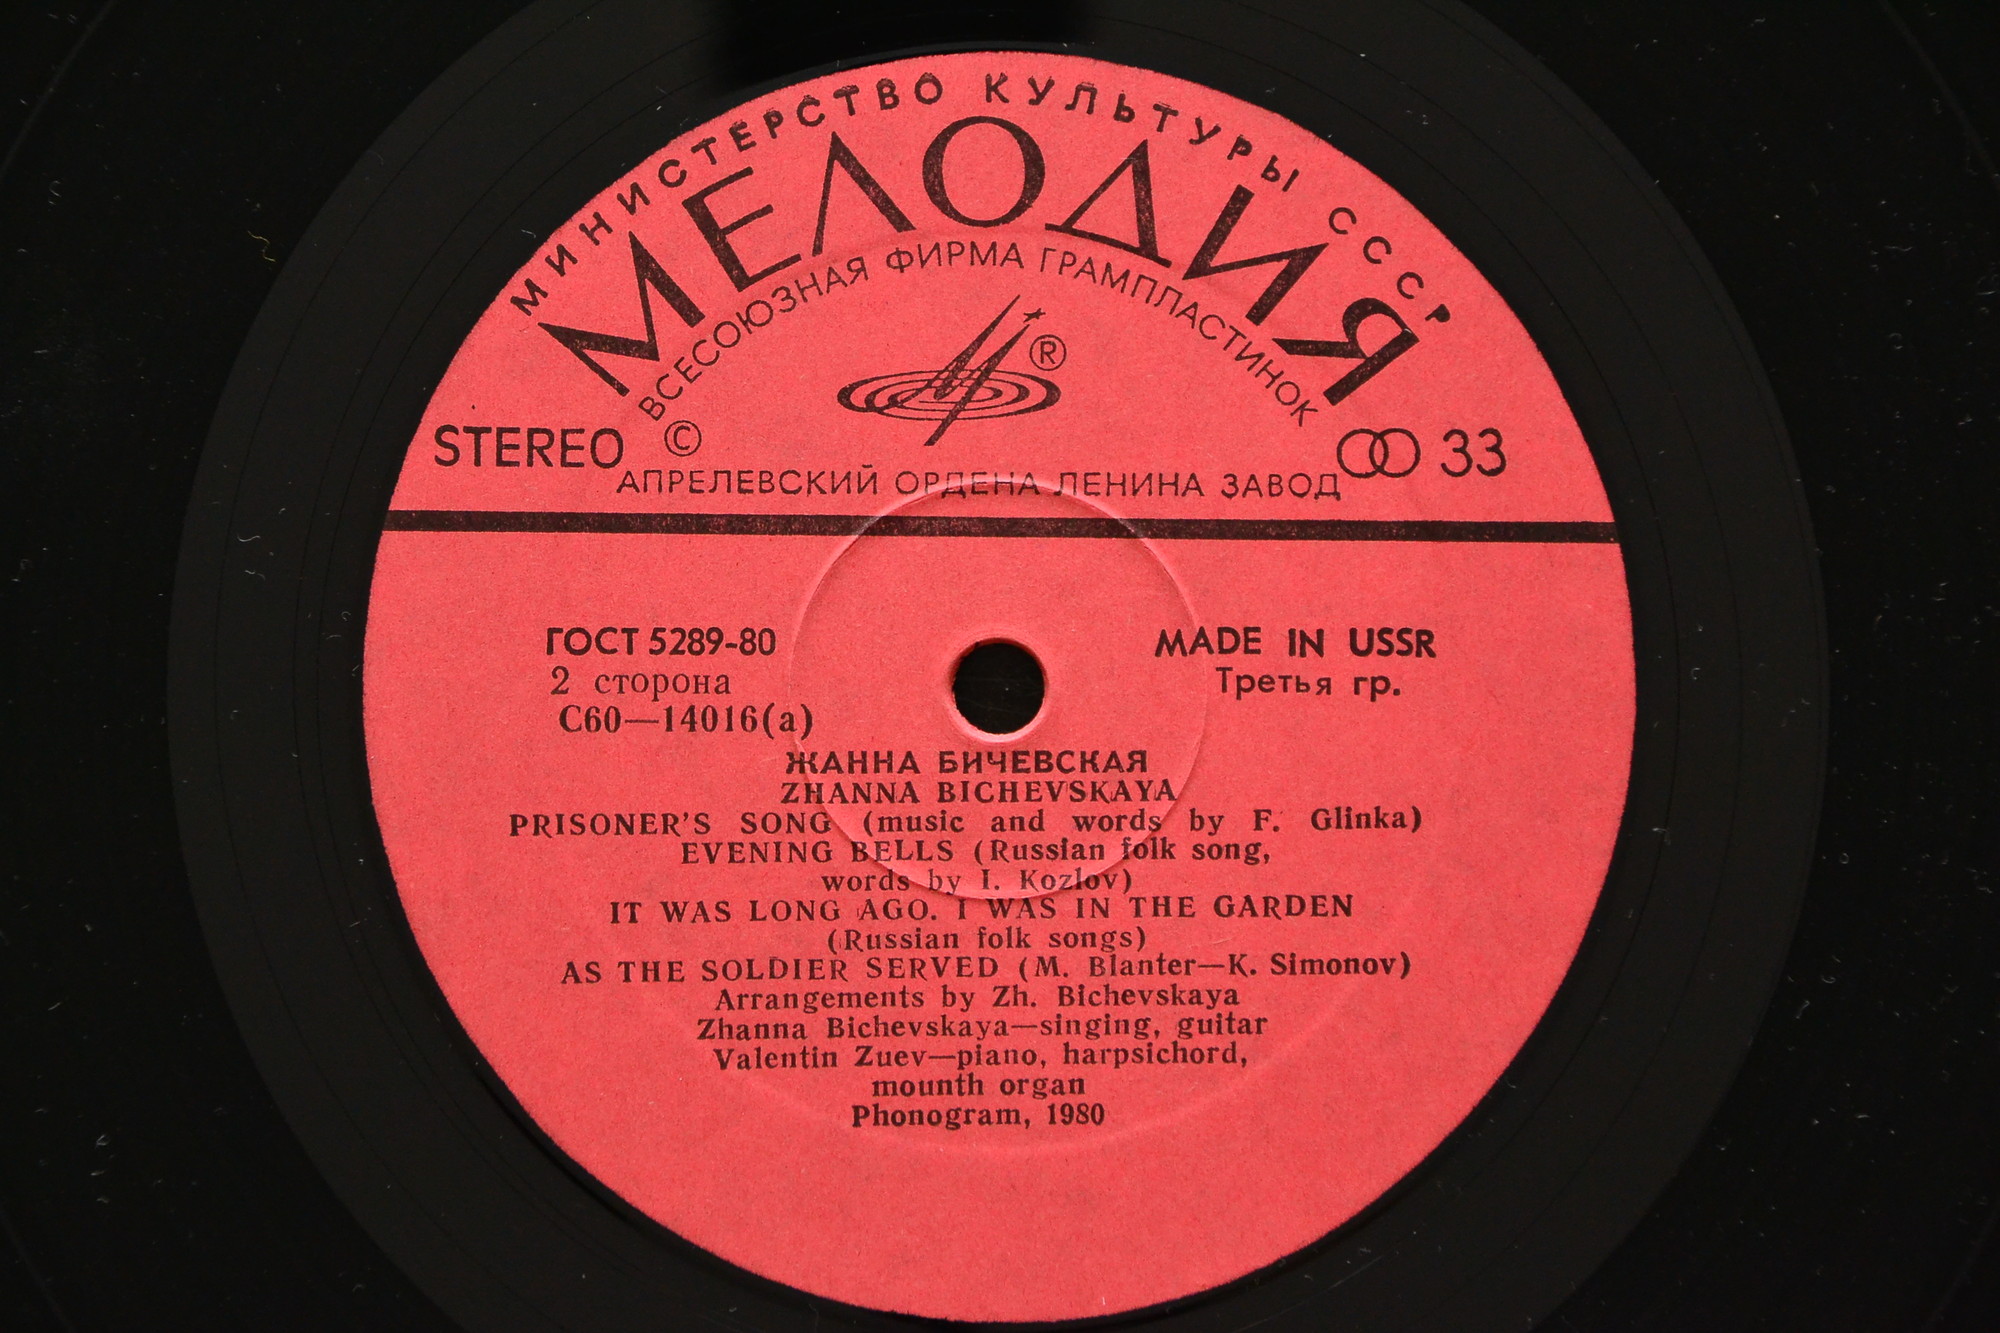 МИНИСТЕРСТВО КУЛЬТУРЫ СССР
МЕЛОДИЯ
ВСЕСОЮЗНАЯ ФИРМА ГРАМПЛАСТИНОК
®
STEREO ©
33
АПРЕЛЕВСКИЙ ОРДЕНА ЛЕНИНА ЗАВОД
ГОСТ 5289-80
MADE IN USSR
2 сторона
Третья гр.
С60—14016(а)
ЖАННА БИЧЕВСКАЯ
ZHANNA BICHEVSKAYA
PRISONER'S SONG (music and words by F. Glinka)
EVENING BELLS (Russian folk song,
words by I. Kozlov)
IT WAS LONG AGO. I WAS IN THE GARDEN
(Russian folk songs)
AS THE SOLDIER SERVED (M. Blanter—K. Simonov)
Arrangements by Zh. Bichevskaya
Zhanna Bichevskaya—singing, guitar
Valentin Zuev—piano, harpsichord,
mounth organ
Phonogram, 1980